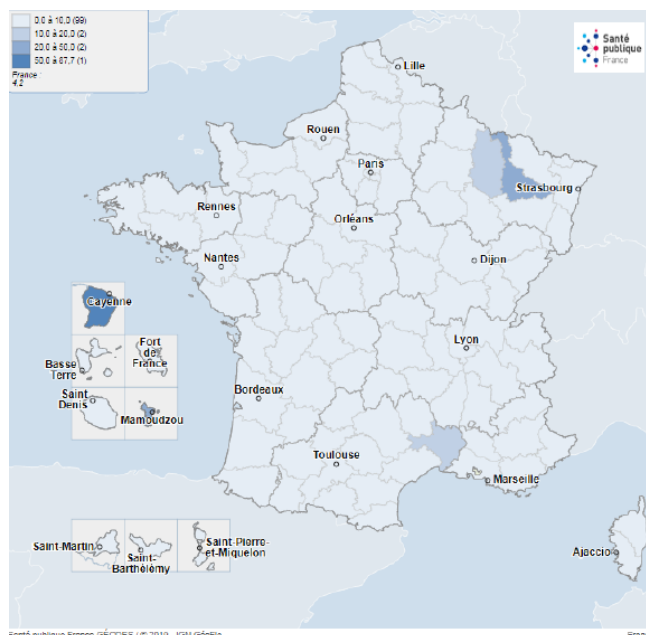 0.0 à 10,0 (99)
10.0 à 20,0 (2)
20.0 à 50,0 (2)
50.0 à 87,7 (1)
France :
4,2
Santé
publique
France
Lille
Rouen
Paris
Strasbourg
Rennes
Orléans
Nantes
Dijon
Cayenne
Lyon
Fort
de
France
Basse
Terre
Bordeaux
Saint
Denis
Mamoudzou
Toulouse
Marseille
Saint-Martin
Saint-
Barthélémy
Saint-Pierre-
et-Miquelon
Ajaccio